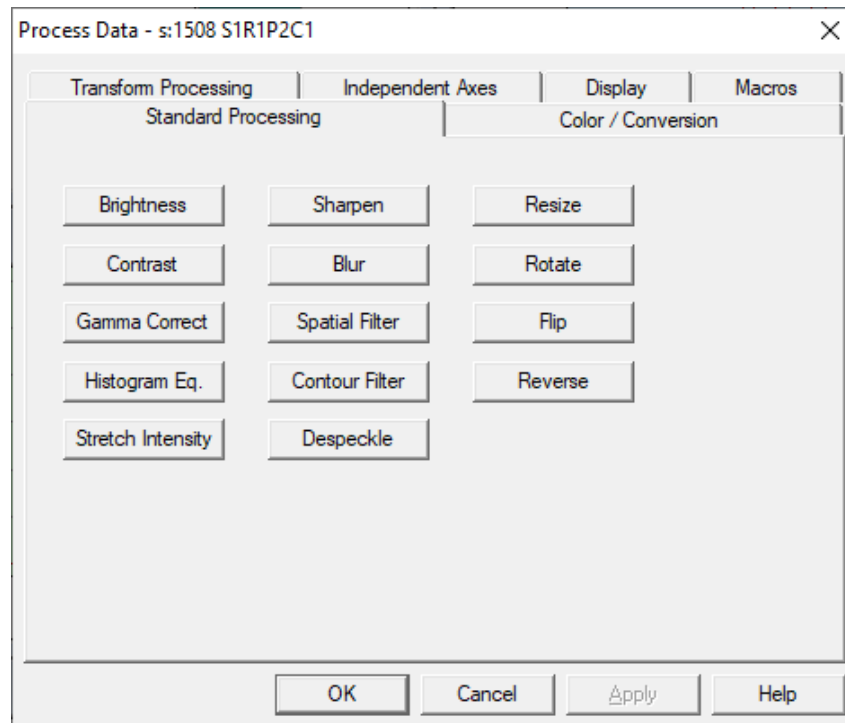 Process Data - s:1508 S1R1P2C1
Transform Processing Independent Axes Display Macros
Standard Processing Color / Conversion
Brightness Sharpen Resize
Contrast Blur Rotate
Gamma Correct Spatial Filter Flip
Histogram Eq. Contour Filter Reverse
Stretch Intensity Despeckle
OK Cancel Apply Help